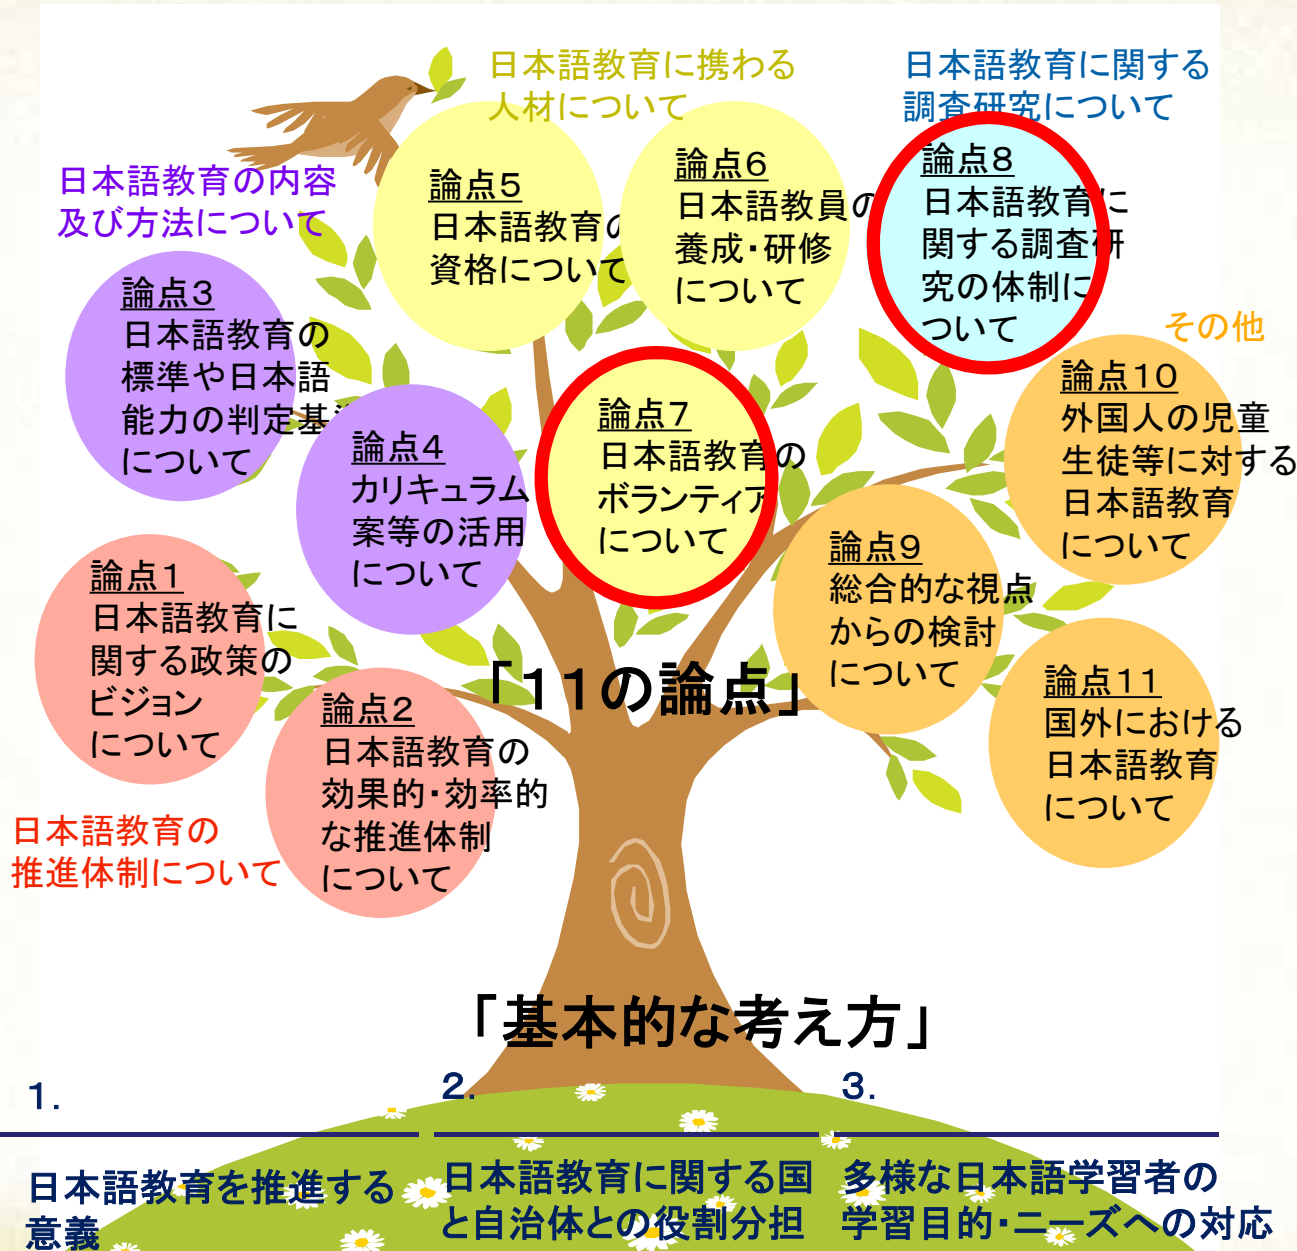 日本語教育に携わる
人材について
日本語教育に関する
調査研究について
日本語教育の内容
及び方法について
論点5
日本語教育の
資格について
論点6
日本語教員の
養成・研修
について
論点8
日本語教育に
関する調査研
究の体制に
ついて
論点3
日本語教育の
標準や日本語
能力の判定基準
について
その他
論点10
外国人の児童
生徒等に対する
日本語教育
について
論点4
カリキュラム
案等の活用
について
論点7
日本語教育の
ボランティア
について
論点9
総合的な視点
からの検討
について
論点1
日本語教育に
関する政策の
ビジョン
について
論点2
日本語教育の
効果的・効率的
な推進体制
について
「11の論点」
論点11
国外における
日本語教育
について
日本語教育の
推進体制について
「基本的な考え方」
1.
日本語教育を推進する
意義
2.
日本語教育に関する国
と自治体との役割分担
3.
多様な日本語学習者の
学習目的・ニーズへの対応